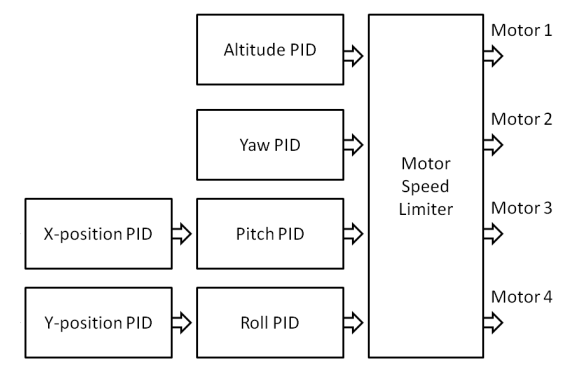 Altitude PID
Motor 1
Yaw PID
Motor 2
Motor
Speed
Limiter
X-position PID
Pitch PID
Motor 3
Y-position PID
Roll PID
Motor 4